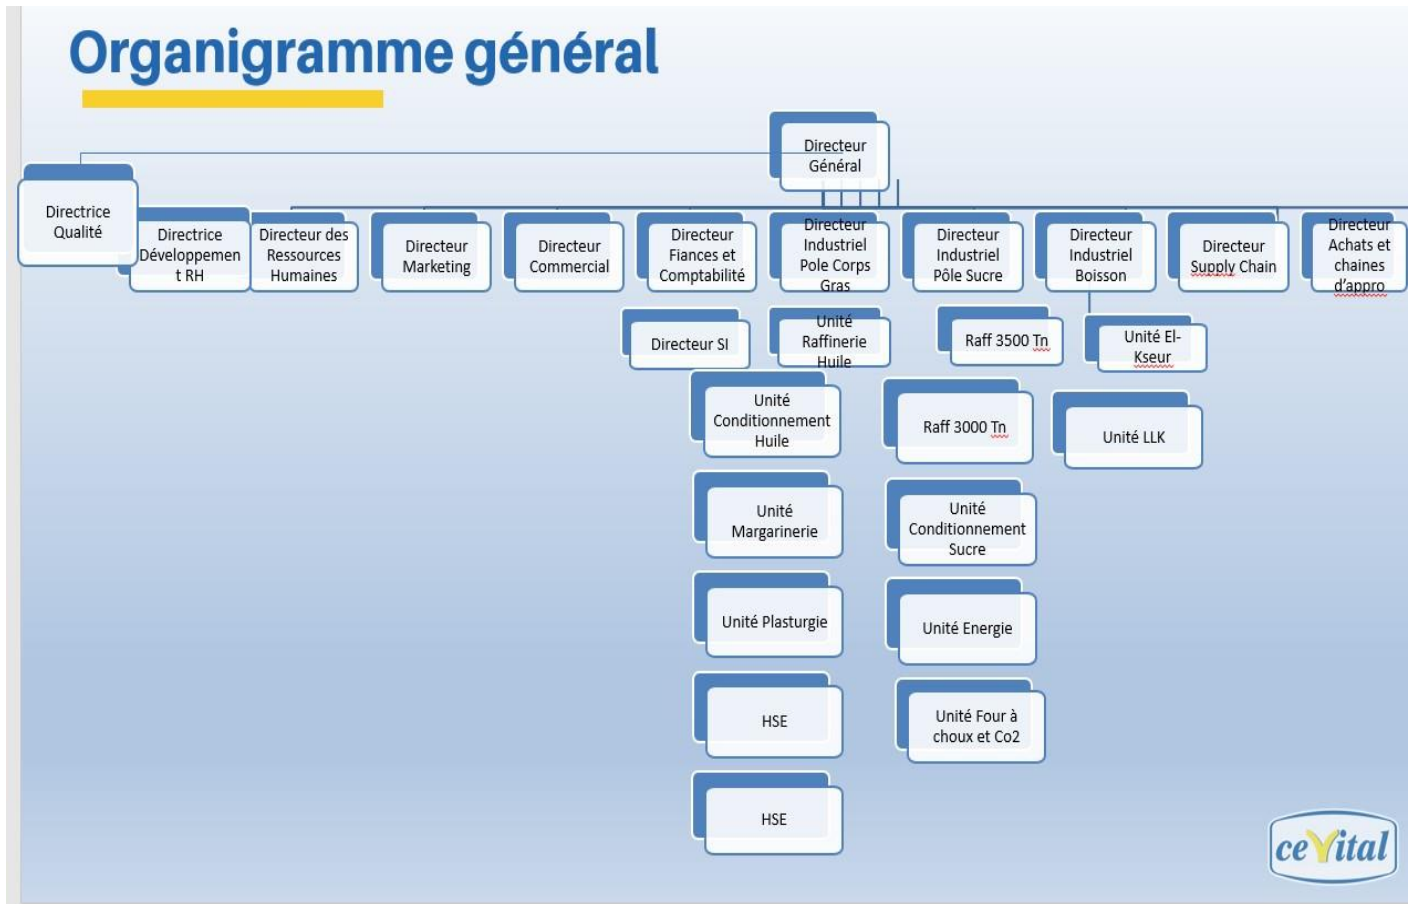 Organigramme général
Directeur
Général
Directrice
Qualité
Directrice
Développemen
t RH
Directeur des
Ressources
Humaines
Directeur
Marketing
Directeur
Commercial
Directeur
Fiances et
Comptabilité
Directeur
Industriel
Pole Corps
Gras
Directeur
Industriel
Pôle Sucre
Directeur
Industriel
Boisson
Directeur
Supply Chain
Directeur
Achats et
chaines
d'appro
Directeur SI
Unité
Raffinerie
Huile
Raff 3500 Tn
Unité El-
Kseur
Unité
Conditionnement
Huile
Raff 3000 Tn
Unité LLK
Unité
Margarinerie
Unité
Conditionnement
Sucre
Unité Plasturgie
Unité Energie
HSE
Unité Four à
choux et Co2
HSE
ceVital